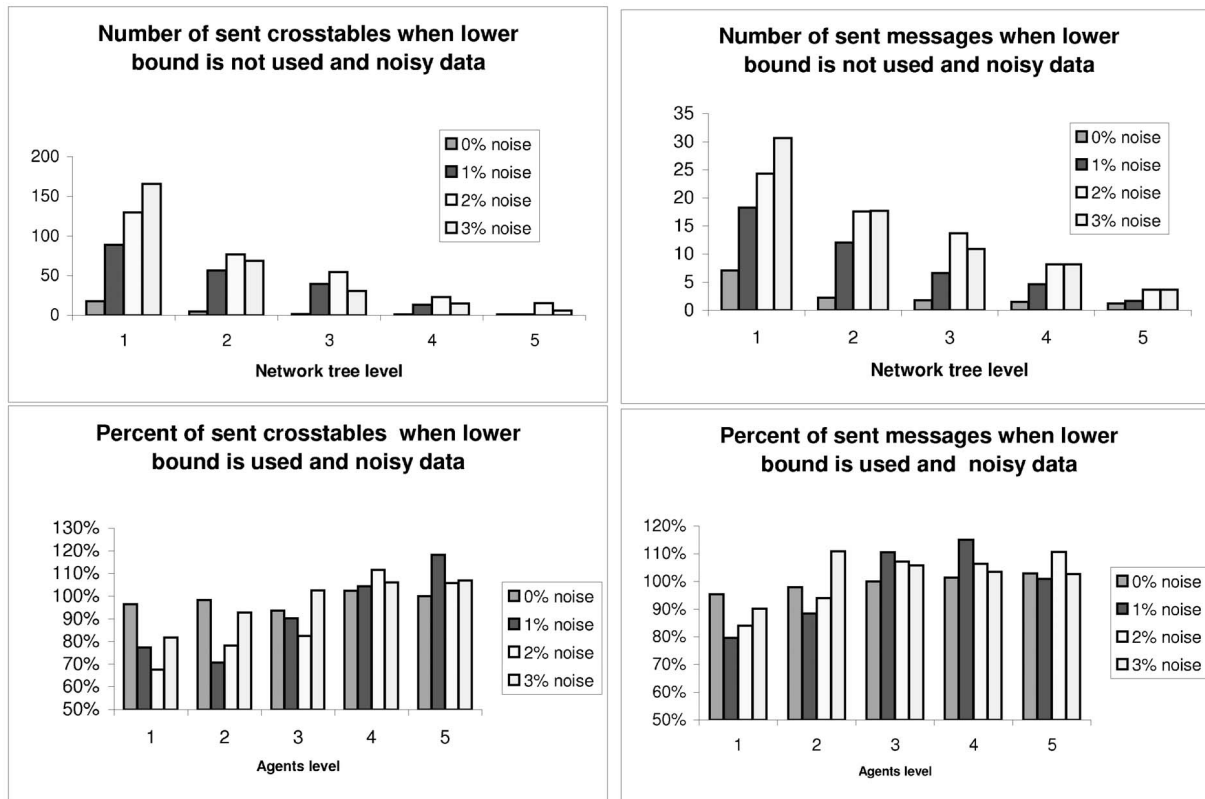 Number of sent crosstables when lower
bound is not used and noisy data
200
150
100
50
0
0% noise
1% noise
2% noise
3% noise
1 2 3 4 5
Network tree level
Number of sent messages when lower
bound is not used and noisy data
35
30
25
20
15
10
5
0
0% noise
1% noise
2% noise
3% noise
1 2 3 4 5
Network tree level
Percent of sent crosstables when lower
bound is used and noisy data
130%
120%
110%
100%
90%
80%
70%
60%
50%
0% noise
1% noise
2% noise
3% noise
1 2 3 4 5
Agents level
Percent of sent messages when lower
bound is used and noisy data
120%
110%
100%
90%
80%
70%
60%
50%
0% noise
1% noise
2% noise
3% noise
1 2 3 4 5
Agents level